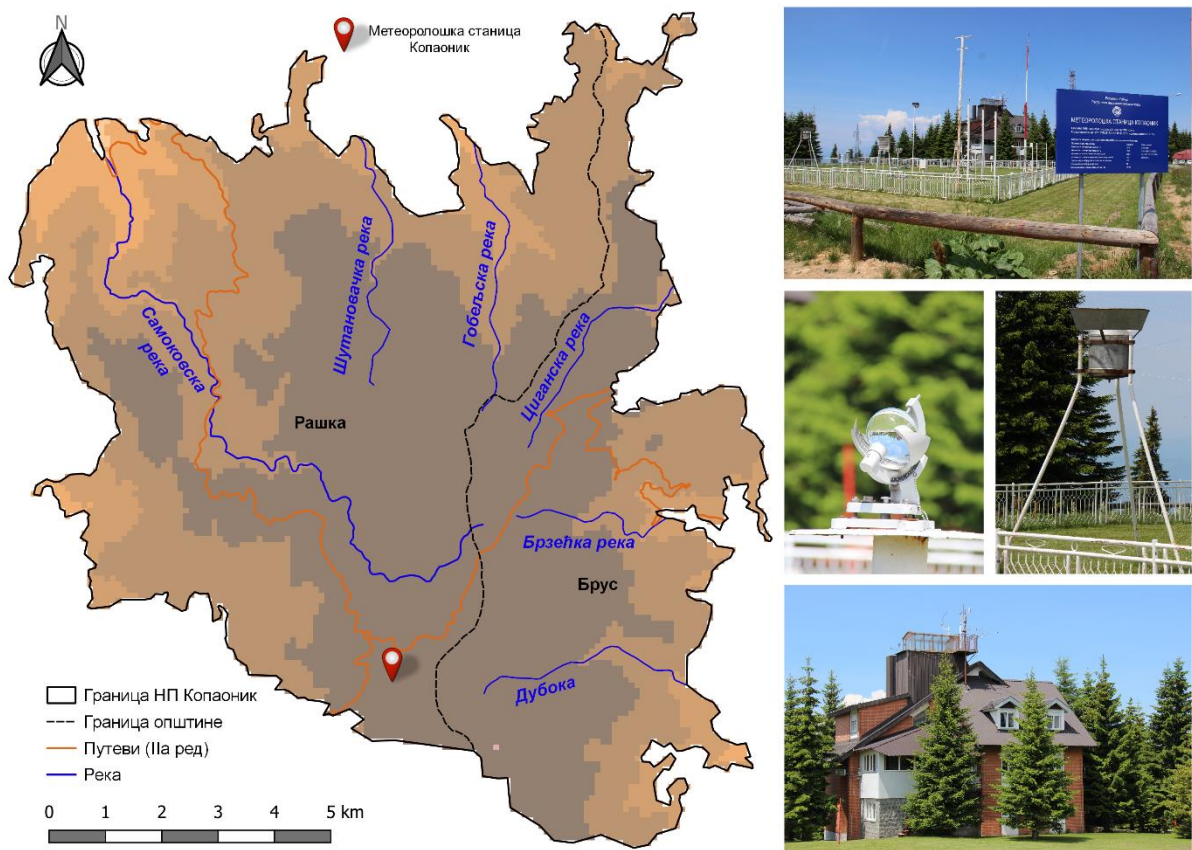 N
Метеоролошка станица
Копаоник
Шутановачка река
Гобељска река
Циганска река
Самоковска
река
Рашка
Брзећка река
Брус
Дубока
Граница НП Копаоник
Граница општине
Путеви (IIа ред)
Река
0 1 2 3 4 5 km
МЕТЕОРОЛОШКА СТАНИЦА КОПАОНИК